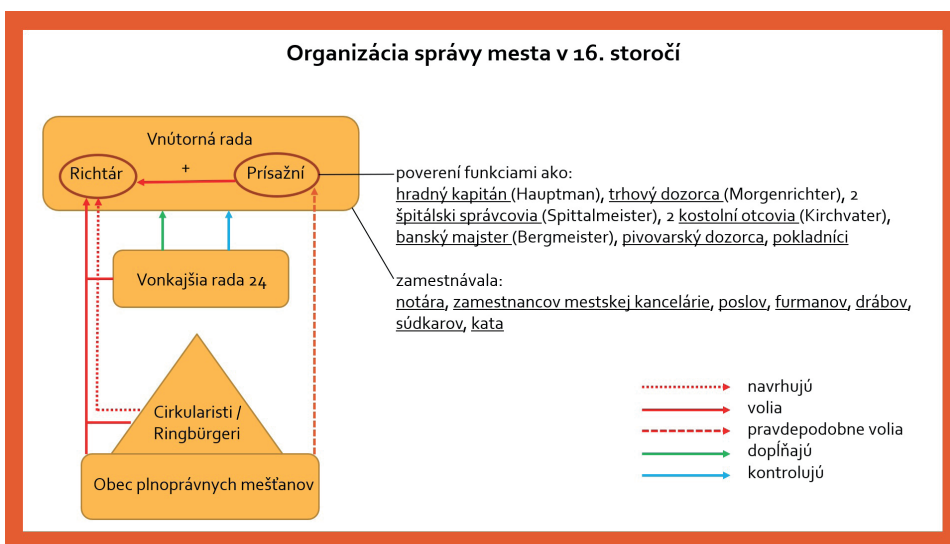 Organizácia správy mesta v 16. storočí
Vnútorná rada
Richtár
+
Prísažní
poverení funkciami ako:
hradný kapitán (Hauptman), trhový dozorca (Morgenrichter), 2
špitálski správcovia (Spittalmeister), 2 kostolní otcovia (Kirchvater),
banský majster (Bergmeister), pivovarský dozorca, pokladníci
Vonkajšia rada 24
zamestnávala:
notára, zamestnancov mestskej kancelárie, poslov, furmanov, drábov,
súdkarov, kata
Cirkularisti /
Ringbürgeri
Obec plnoprávnych mešťanov
navrhujú
volia
pravdepodobne volia
dopĺňajú
kontrolujú